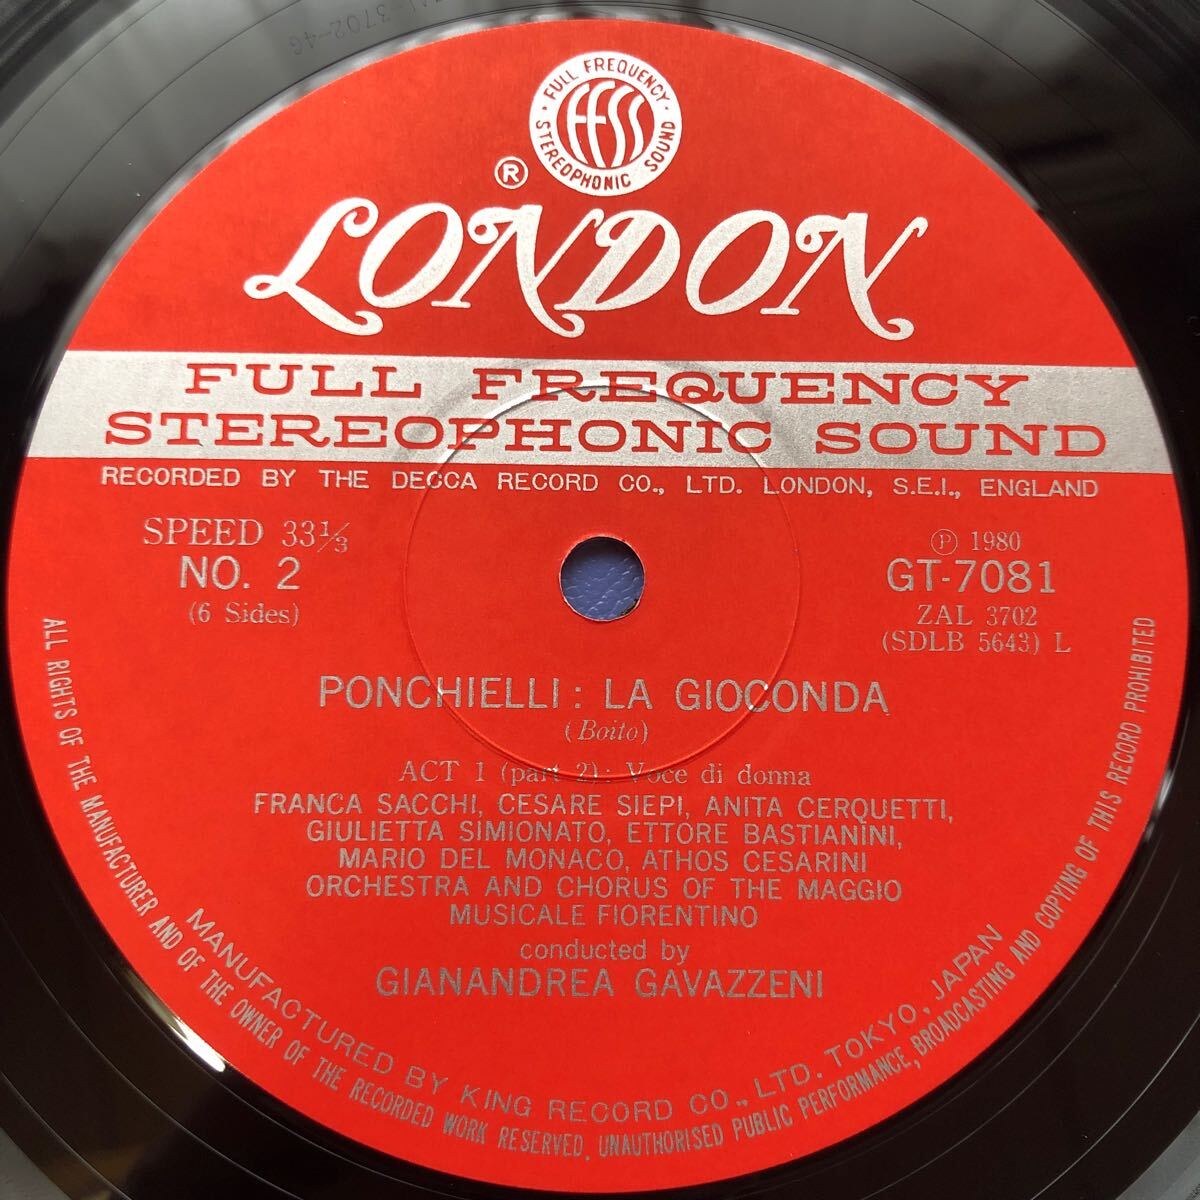 ZAL-3702-4G
FULL FREQUENCY
STEREOPHONIC SOUND
FFSS
®
LONDON
FULL FREQUENCY
STEREOPHONIC SOUND
RECORDED BY THE DECCA RECORD CO., LTD. LONDON, S.E.I., ENGLAND
SPEED 33⅓
NO. 2
(6 Sides)
Ⓟ 1980
GT-7081
ZAL 3702
(SDLB 5643) L
PONCHIELLI: LA GIOCONDA
(Boito)
ACT 1 (part 2): Voce di donna
FRANCA SACCHI, CESARE SIEPI, ANITA CERQUETTI,
GIULIETTA SIMIONATO, ETTORE BASTIANINI,
MARIO DEL MONACO, ATHOS CESARINI
ORCHESTRA AND CHORUS OF THE MAGGIO
MUSICALE FIORENTINO
conducted by
GIANANDREA GAVAZZENI
MANUFACTURED BY KING RECORD CO., LTD. TOKYO, JAPAN
ALL RIGHTS OF THE MANUFACTURER AND OF THE OWNER OF THE RECORDED WORK RESERVED, UNAUTHORISED PUBLIC PERFORMANCE, BROADCASTING AND COPYING OF THIS RECORD PROHIBITED